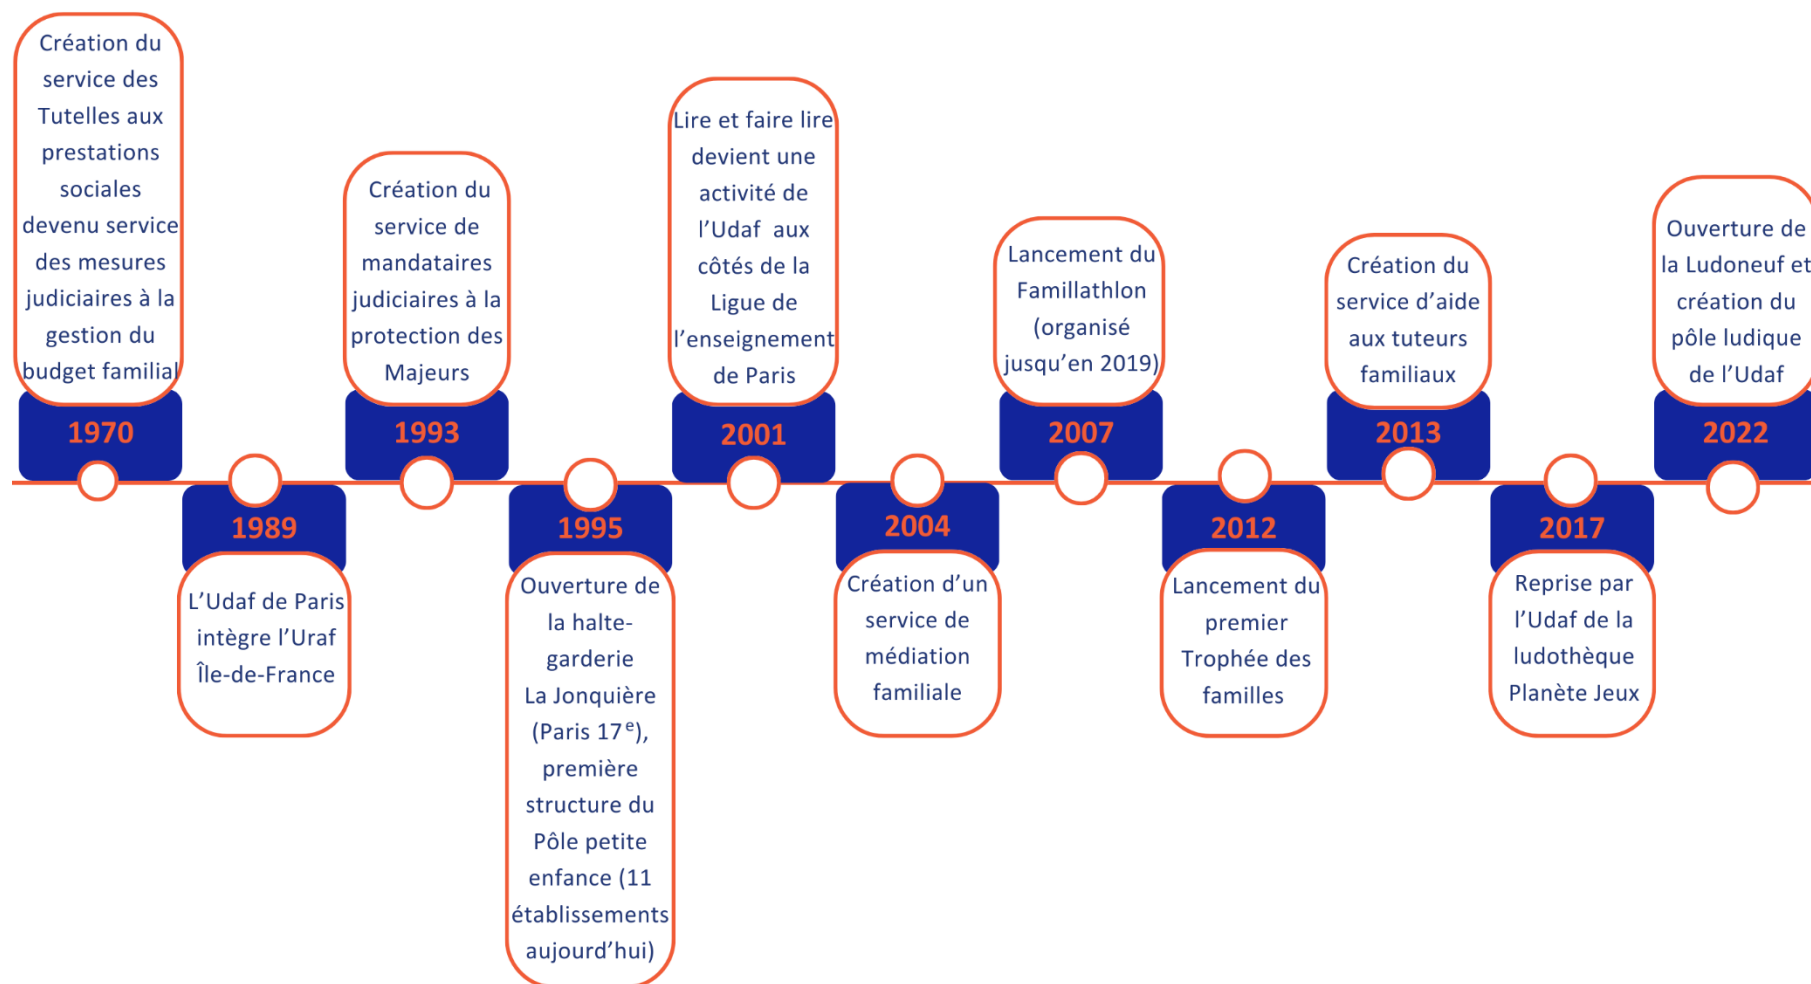 Création du
service des
Tutelles aux
prestations
sociales
devenu service
des mesures
judiciaires à la
gestion du
budget familial
1970
1989
L’Udaf de Paris
intègre l’Uraf
Île-de-France
Création du
service de
mandataires
judiciaires à la
protection des
Majeurs
1993
1995
Ouverture de
la halte-
garderie
La Jonquière
(Paris 17e),
première
structure du
Pôle petite
enfance (11
établissements
aujourd’hui)
Lire et faire lire
devient une
activité de
l’Udaf aux
côtés de la
Ligue de
l’enseignement
de Paris
2001
2004
Création d’un
service de
médiation
familiale
Lancement du
Famillathlon
(organisé
jusqu’en 2019)
2007
2012
Lancement du
premier
Trophée des
familles
Création du
service d’aide
aux tuteurs
familiaux
2013
2017
Reprise par
l’Udaf de la
ludothèque
Planète Jeux
Ouverture de
la Ludoneuf et
création du
pôle ludique
de l’Udaf
2022